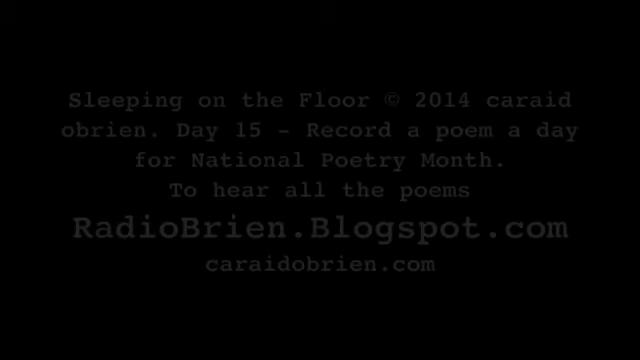 Sleeping on the Floor © 2014 caraid
obrien. Day 15 - Record a poem a day
for National Poetry Month.
To hear all the poems
RadioBrien.Blogspot.com
caraidobrien.com